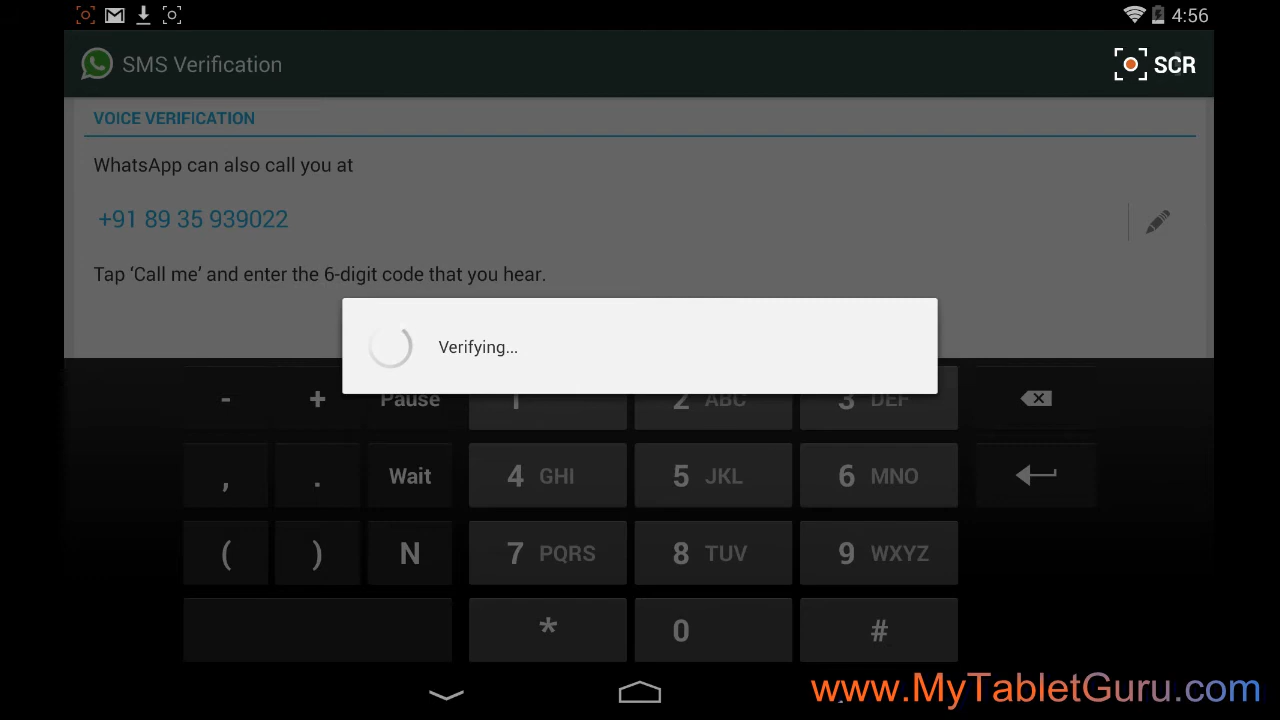 4:56
SMS Verification
SCR
VOICE VERIFICATION
WhatsApp can also call you at
+91 89 35 939022
Tap ‘Call me’ and enter the 6-digit code that you hear.
Verifying...
- + Pause 1 2 ABC 3 DEF
, . Wait 4 GHI 5 JKL 6 MNO
( ) N 7 PQRS 8 TUV 9 WXYZ
* 0 #
www.MyTabletGuru.com